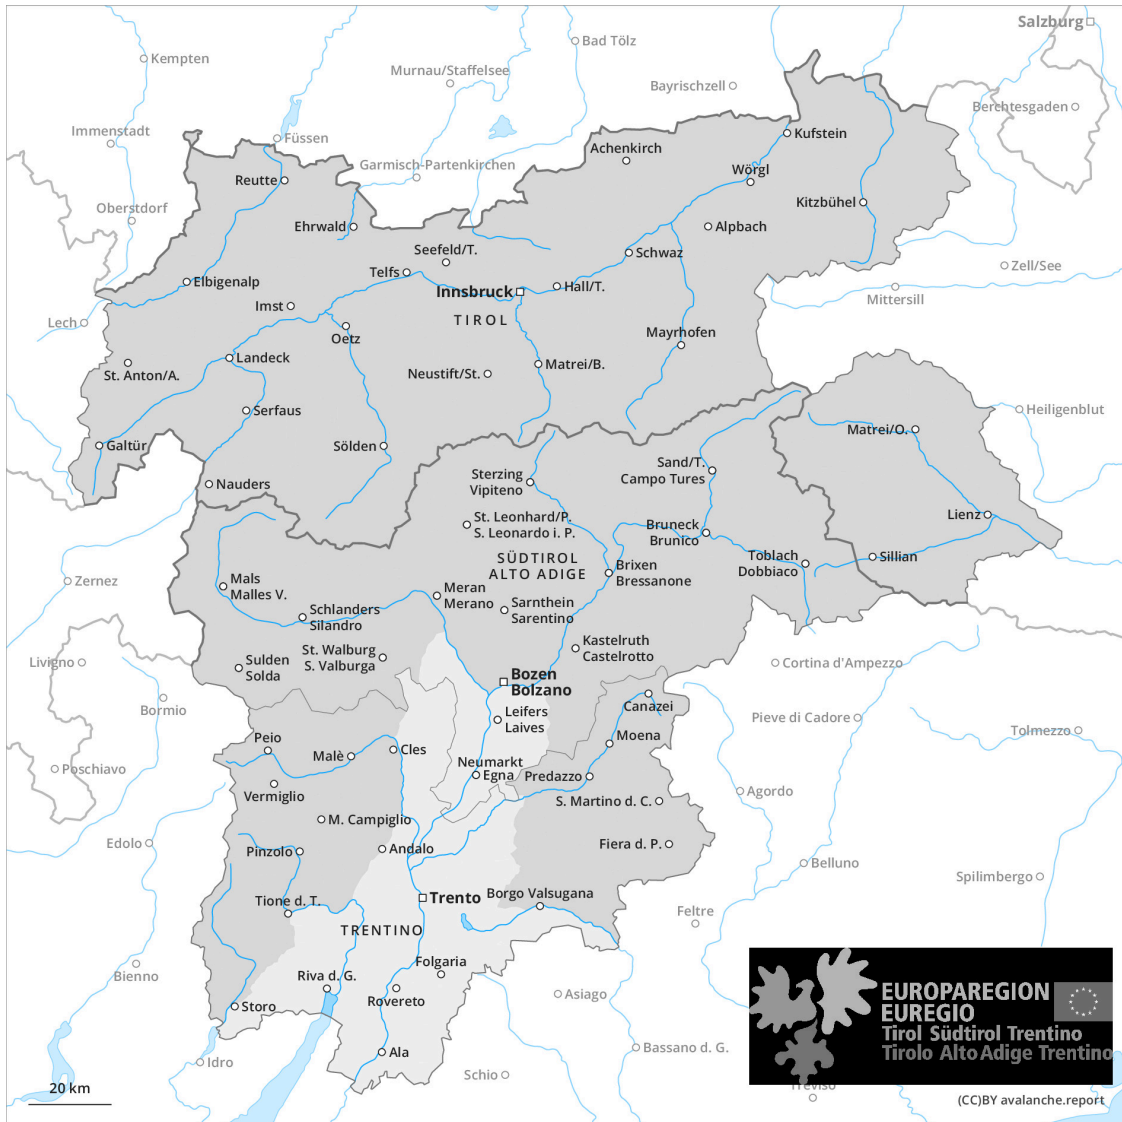 Salzburg
Bad Tölz
Kempten
Murnau/Staffelsee
Bayrischzell
Berchtesgaden
Immenstadt
Füssen
Kufstein
Achenkirch
Garmisch-Partenkirchen
Wörgl
Reutte
Oberstdorf
Kitzbühel
Ehrwald
Alpbach
Seefeld/T.
Schwaz
Telfs
Zell/See
Elbigenalp
Hall/T.
Innsbruck
Mittersill
Imst
TIROL
Lech
Oetz
Mayrhofen
Landeck
Matrei/B.
St. Anton/A.
Neustift/St.
Serfaus
Heiligenblut
Matrei/O.
Galtür
Sölden
Sand/T.
Campo Tures
Sterzing
Vipiteno
Nauders
St. Leonhard/P.
S. Leonardo i. P.
Lienz
Bruneck
Brunico
SÜDTIROL
ALTO ADIGE
Toblach
Dobbiaco
Sillian
Brixen
Bressanone
Zernez
Mals
Malles V.
Meran
Merano
Sarnthein
Sarentino
Schlanders
Silandro
Kastelruth
Castelrotto
St. Walburg
S. Valburga
Livigno
Sulden
Solda
Cortina d'Ampezzo
Bozen
Bolzano
Bormio
Canazei
Leifers
Laives
Pieve di Cadore
Tolmezzo
Peio
Moena
Malè
Cles
Neumarkt
Egna
Poschiavo
Predazzo
Vermiglio
Agordo
S. Martino d. C.
M. Campiglio
Edolo
Pinzolo
Andalo
Fiera d. P.
Belluno
Spilimbergo
Borgo Valsugana
Tione d. T.
Trento
Feltre
TRENTINO
Folgaria
Bienno
Riva d. G.
Rovereto
Asiago
Storo
EUROPAREGION
EUREGIO
Tirol Südtirol Trentino
Tirolo Alto Adige Trentino
Ala
Bassano d. G.
Idro
Schio
Treviso
20 km
(CC)BY avalanche.report